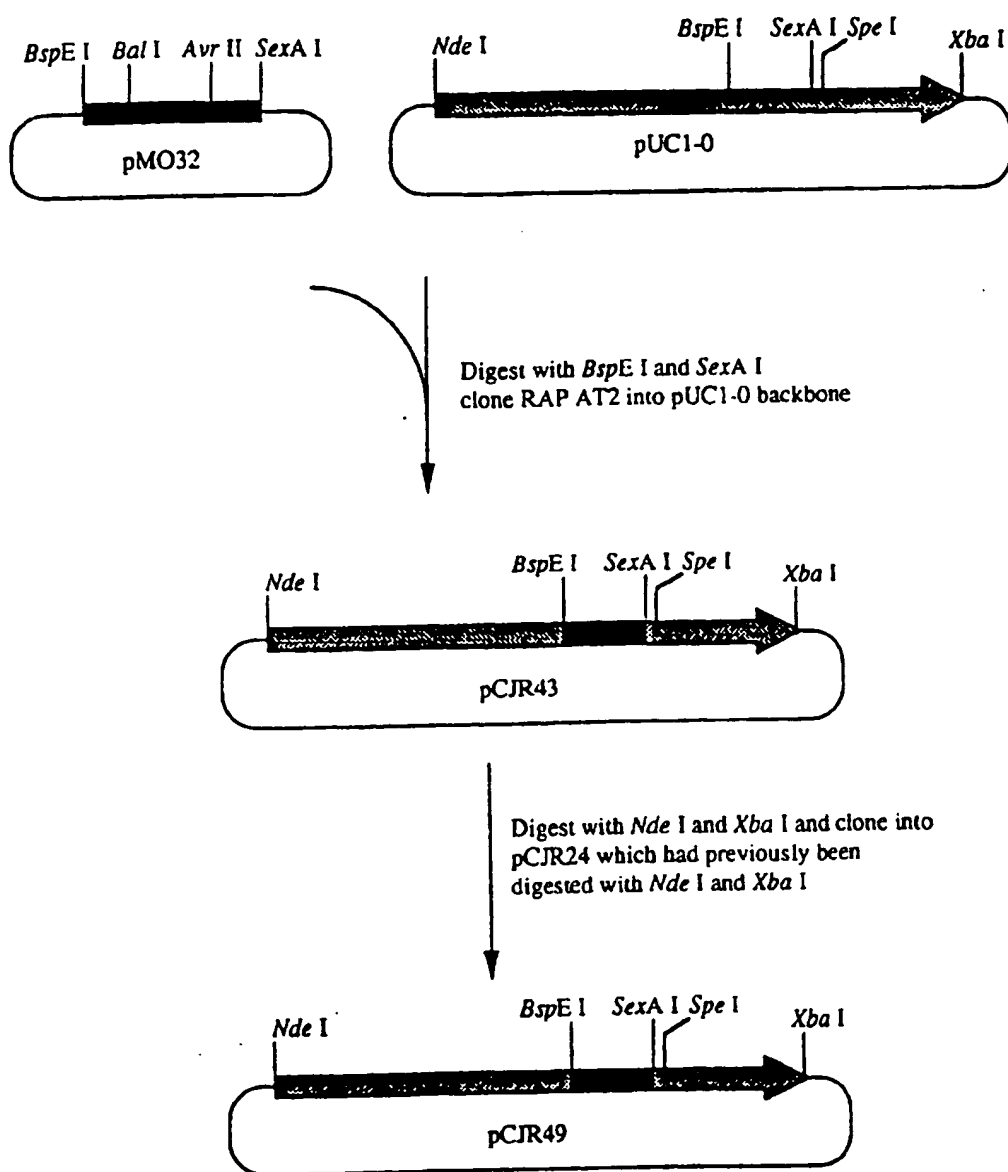 BspE I Bal I Avr II SexA I
pMO32
Nde I BspE I SexA I Spe I Xba I
pUC1-0
Digest with BspE I and SexA I
clone RAP AT2 into pUC1-0 backbone
Nde I BspE I SexA I Spe I Xba I
pCJR43
Digest with Nde I and Xba I and clone into
pCJR24 which had previously been
digested with Nde I and Xba I
Nde I BspE I SexA I Spe I Xba I
pCJR49